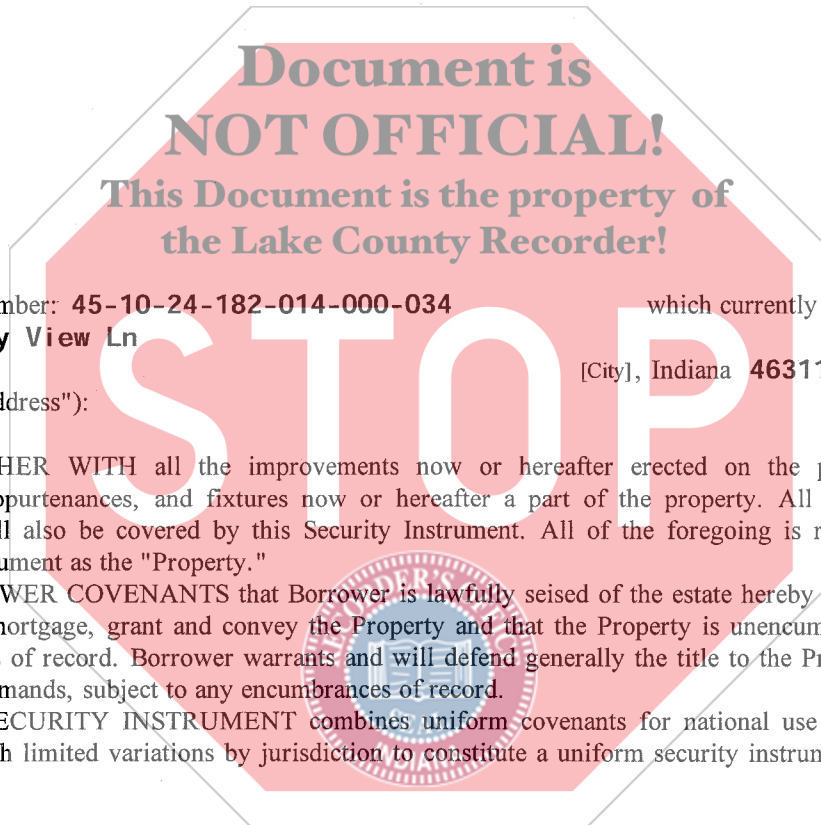 Document is
NOT OFFICIAL!
This Document is the property of
the Lake County Recorder!
mber: 45-10-24-182-014-000-034 which currently
y View Ln
[City], Indiana 46311
ddress"):
STOP
HER WITH all the improvements now or hereafter erected on the p
ppurtenances, and fixtures now or hereafter a part of the property. All
ll also be covered by this Security Instrument. All of the foregoing is r
ument as the "Property."
WER COVENANTS that Borrower is lawfully seised of the estate hereby
mortgage, grant and convey the Property and that the Property is unencum
of record. Borrower warrants and will defend generally the title to the Pr
mands, subject to any encumbrances of record.
ECURITY INSTRUMENT combines uniform covenants for national use
h limited variations by jurisdiction to constitute a uniform security instrum
RECORDER'S OFFICE
INDIANA